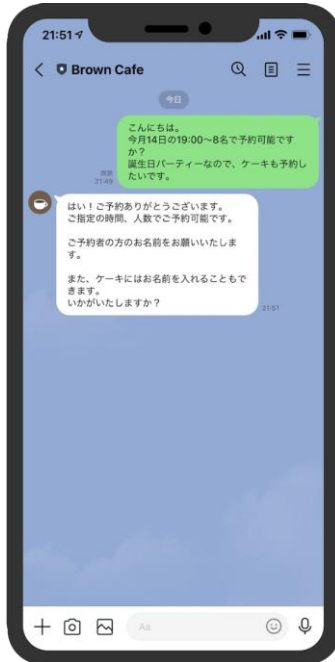 21:51
Brown Cafe
今日
こんにちは。
今月14日の19:00〜8名で予約可能です
か？
誕生日パーティーなので、ケーキも予約し
たいです。
既読
21:49
はい！ご予約ありがとうございます。
ご指定の時間、人数でご予約可能です。
ご予約者の方のお名前をお願いいたしま
す。
また、ケーキにはお名前を入れることもで
きます。
いかがいたしますか？
21:51
Aa